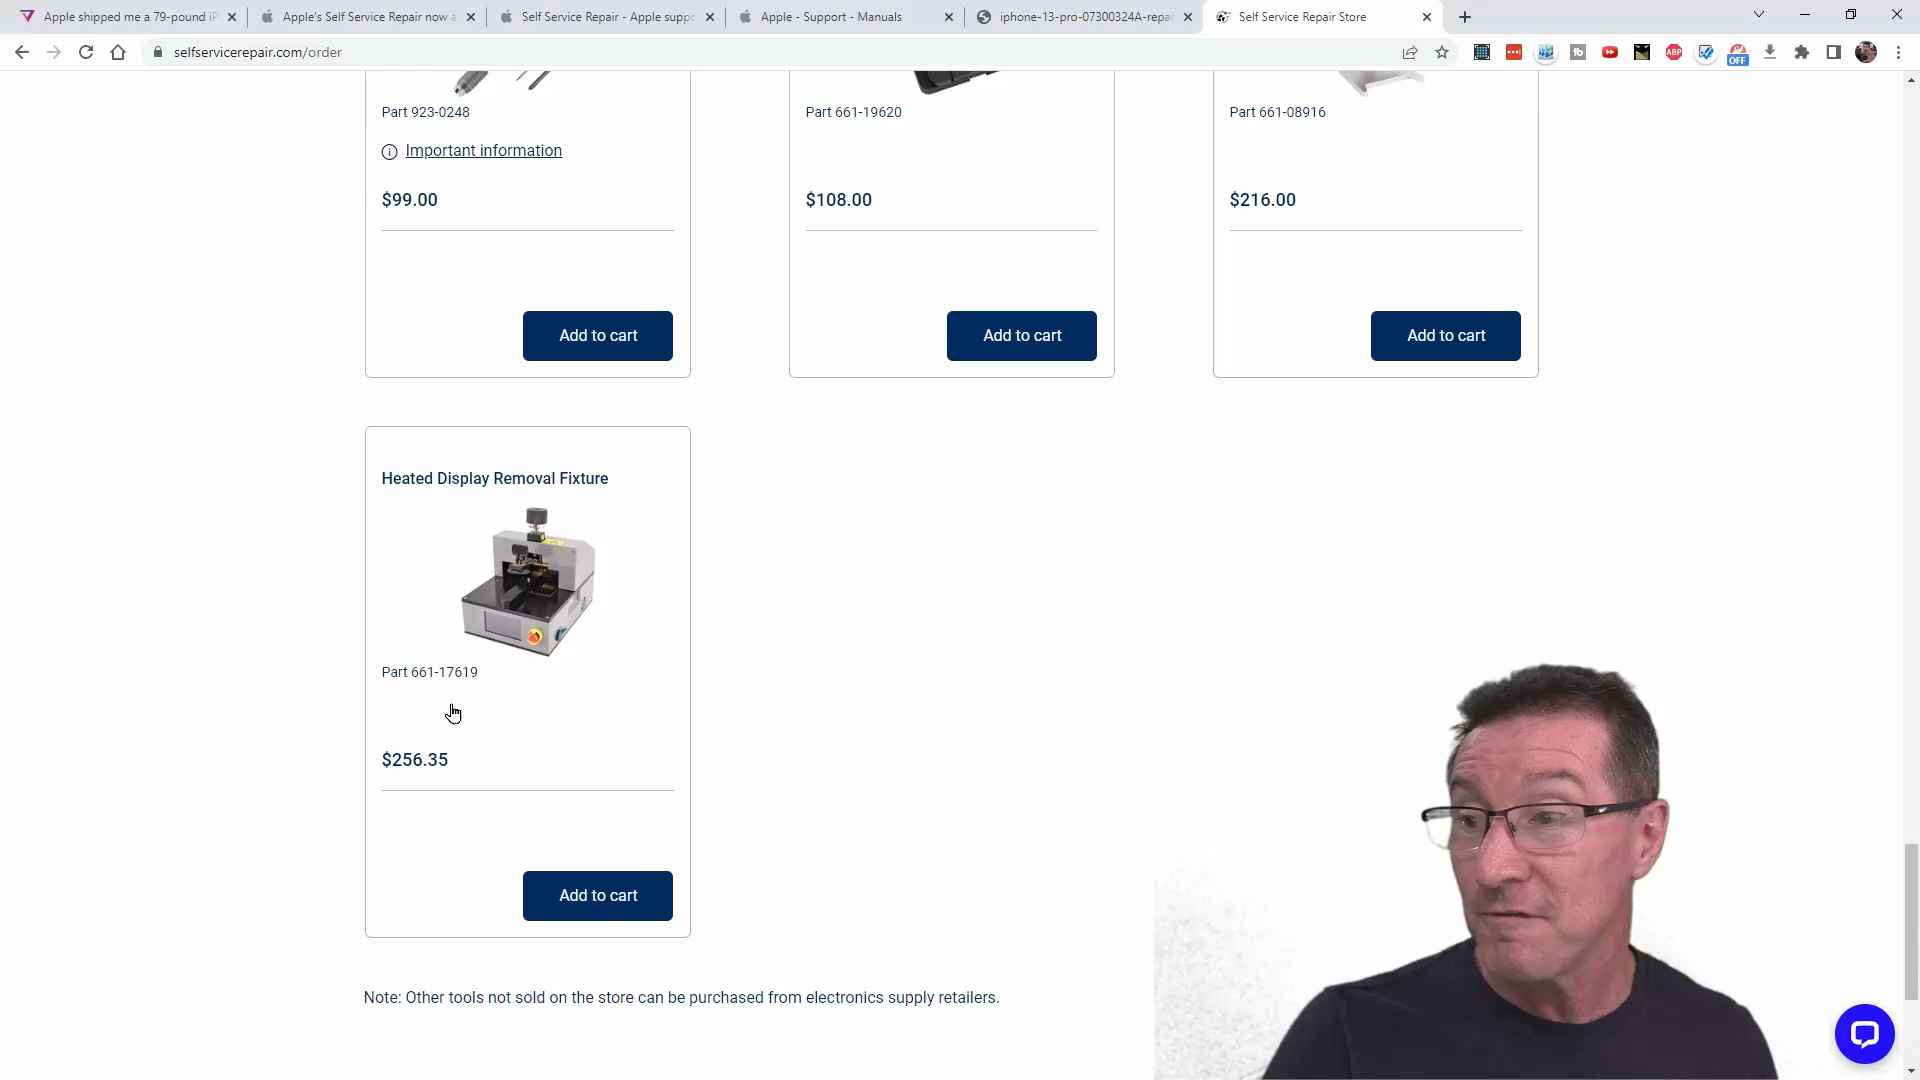 Apple shipped me a 79-pound iP
Apple's Self Service Repair now a
Self Service Repair - Apple suppo
Apple - Support - Manuals
iphone-13-pro-07300324A-repai
Self Service Repair Store
selfservicerepair.com/order
ABP
OFF
Part 923-0248
Part 661-19620
Part 661-08916
Important information
$99.00
$108.00
$216.00
Add to cart
Add to cart
Add to cart
Heated Display Removal Fixture
Part 661-17619
$256.35
Add to cart
Note: Other tools not sold on the store can be purchased from electronics supply retailers.